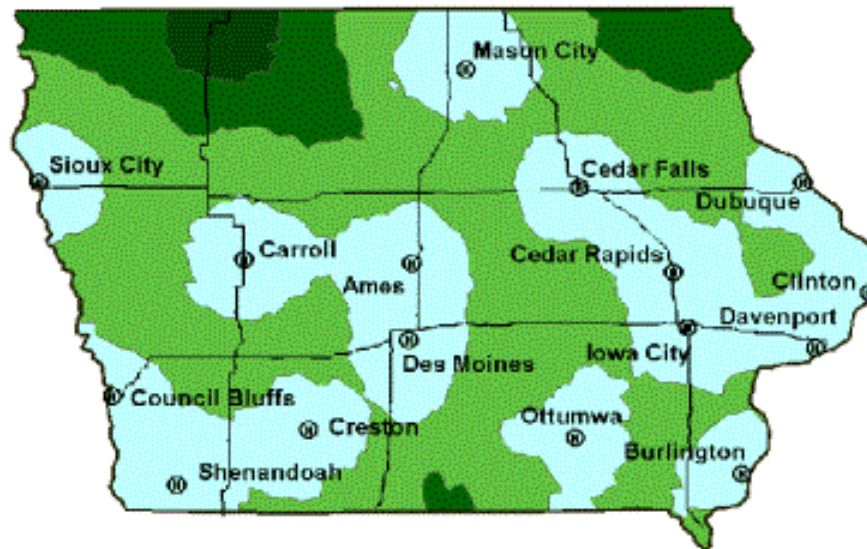 Masun City
Sioux City
Cedar Falls
Dubuque
Carroll
Cedar Rapids
Ames
Clinton
Davenport
Des Moines
Iowa City
Council Bluffs
Creston
Ottumwa
Burlington
Shenandoah